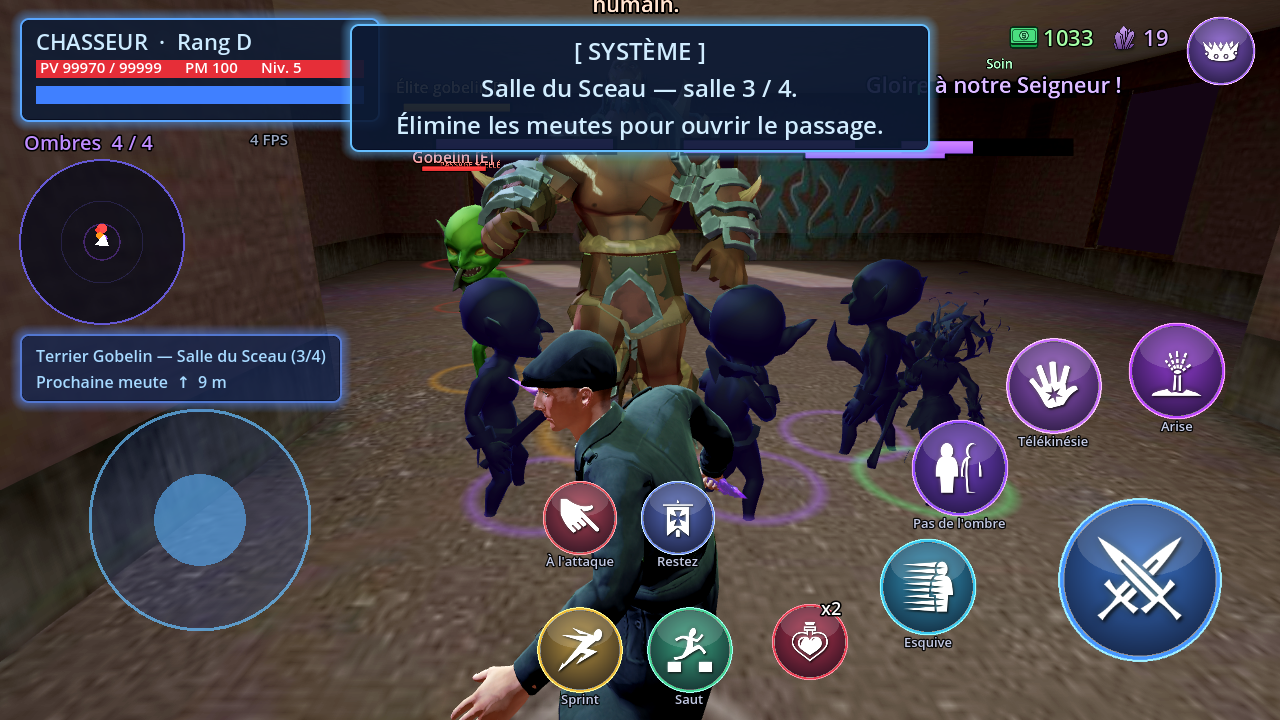 humain.
CHASSEUR · Rang D
PV 99970 / 99999 PM 100 Niv. 5
[ SYSTÈME ]
Salle du Sceau — salle 3 / 4.
Élimine les meutes pour ouvrir le passage.
1033
19
Soin
Gloire à notre Seigneur !
Élite gobelin
Ombres 4 / 4
4 FPS
Gobelin [E]
Terrier Gobelin — Salle du Sceau (3/4)
Prochaine meute ↑ 9 m
Télékinésie
Arise
Pas de l'ombre
À l'attaque
Restez
x2
Esquive
Sprint
Saut